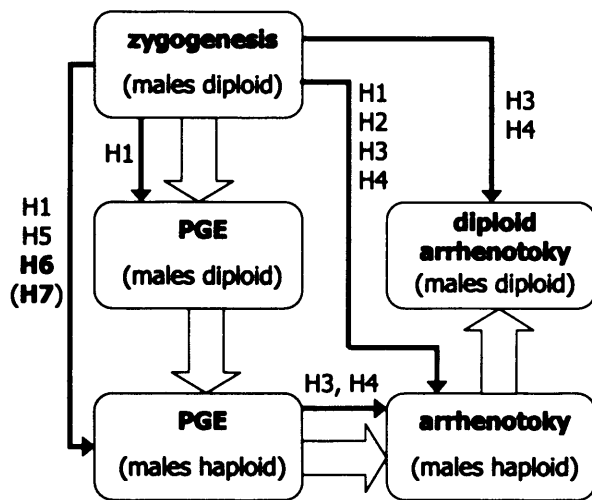 zygogenesis
(males diploid)
H1
H2
H3
H4
H3
H4
H1
H1
H5
H6
(H7)
PGE
(males diploid)
diploid
arrhenotoky
(males diploid)
H3, H4
PGE
(males haploid)
arrhenotoky
(males haploid)